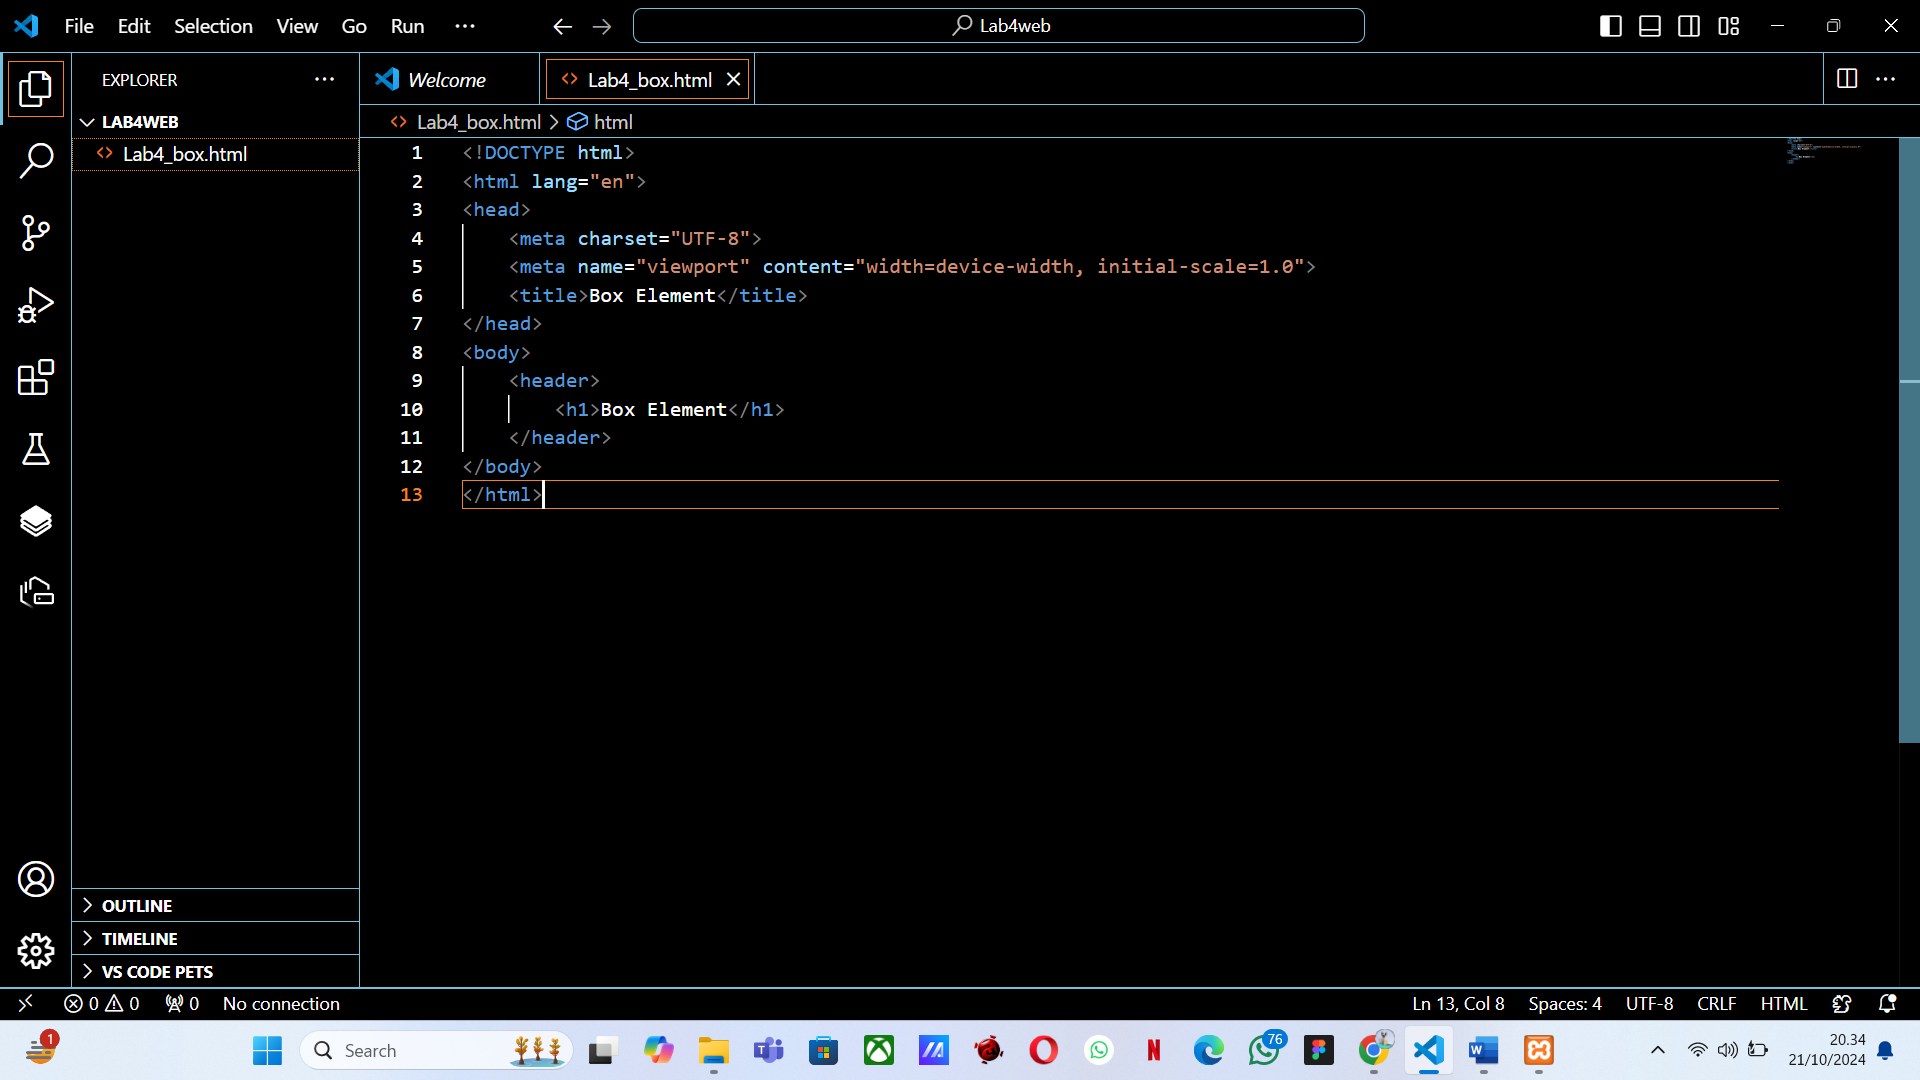 File Edit Selection View Go Run ... Lab4web
EXPLORER ...
Welcome Lab4_box.html
LAB4WEB
Lab4_box.html > html
Lab4_box.html
1 <!DOCTYPE html>
2 <html lang="en">
3 <head>
4 <meta charset="UTF-8">
5 <meta name="viewport" content="width=device-width, initial-scale=1.0">
6 <title>Box Element</title>
7 </head>
8 <body>
9 <header>
10 <h1>Box Element</h1>
11 </header>
12 </body>
13 </html>
OUTLINE
TIMELINE
VS CODE PETS
0 0 0 No connection Ln 13, Col 8 Spaces: 4 UTF-8 CRLF HTML
1 Search 76 20.34
21/10/2024